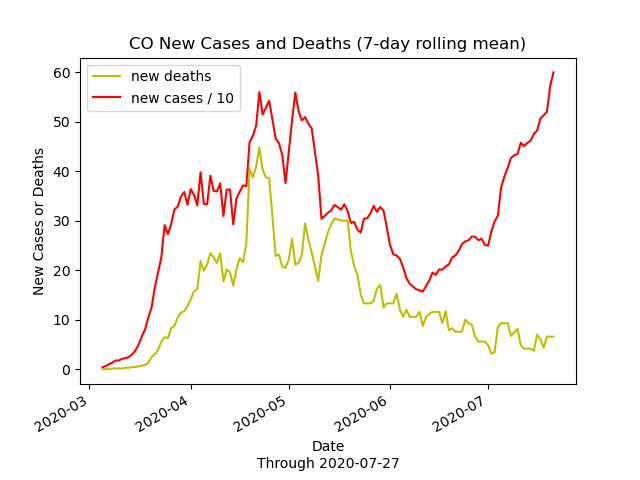 CO New Cases and Deaths (7-day rolling mean)
new deaths
new cases / 10
New Cases or Deaths
60
50
40
30
20
10
0
2020-03
2020-04
2020-05
2020-06
2020-07
Date
Through 2020-07-27